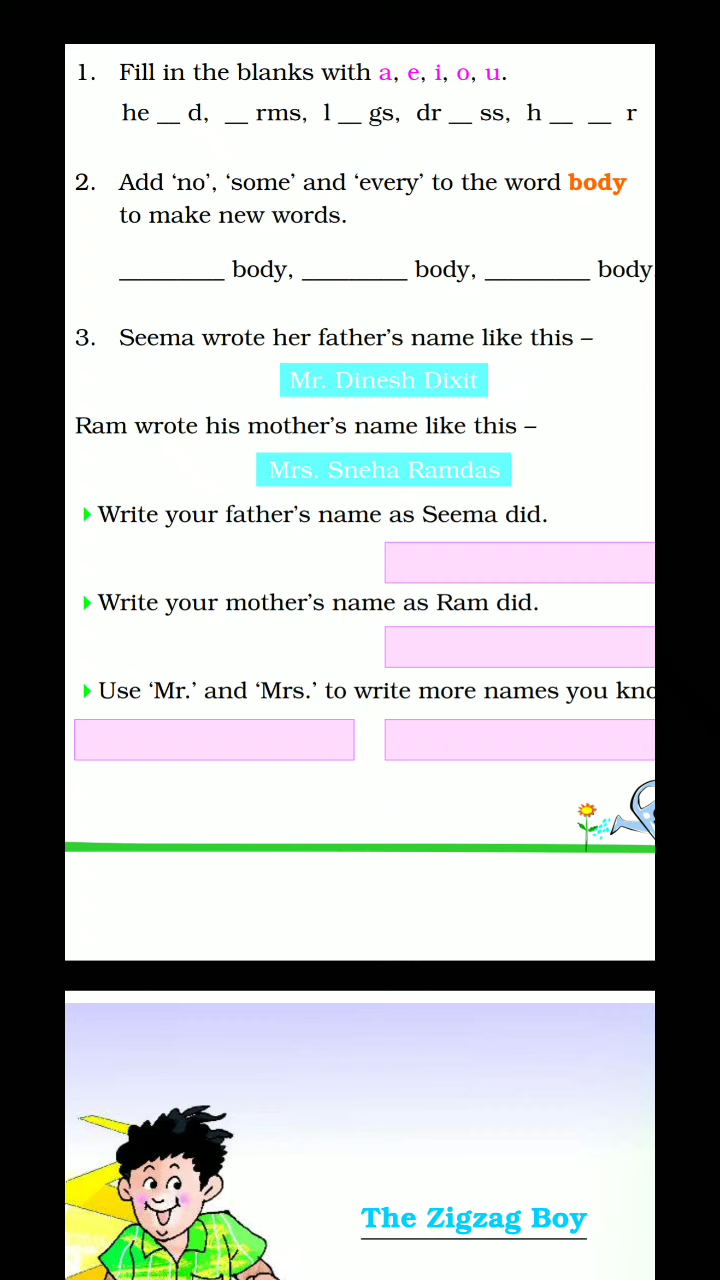 1. Fill in the blanks with a, e, i, o, u.
he __ d, __ rms, l __ gs, dr __ ss, h __ __ r
2. Add ‘no’, ‘some’ and ‘every’ to the word body
to make new words.
_________ body, _________ body, _________ body
3. Seema wrote her father’s name like this –
Mr. Dinesh Dixit
Ram wrote his mother’s name like this –
Mrs. Sneha Ramdas
Write your father’s name as Seema did.
Write your mother’s name as Ram did.
Use ‘Mr.’ and ‘Mrs.’ to write more names you kno
The Zigzag Boy